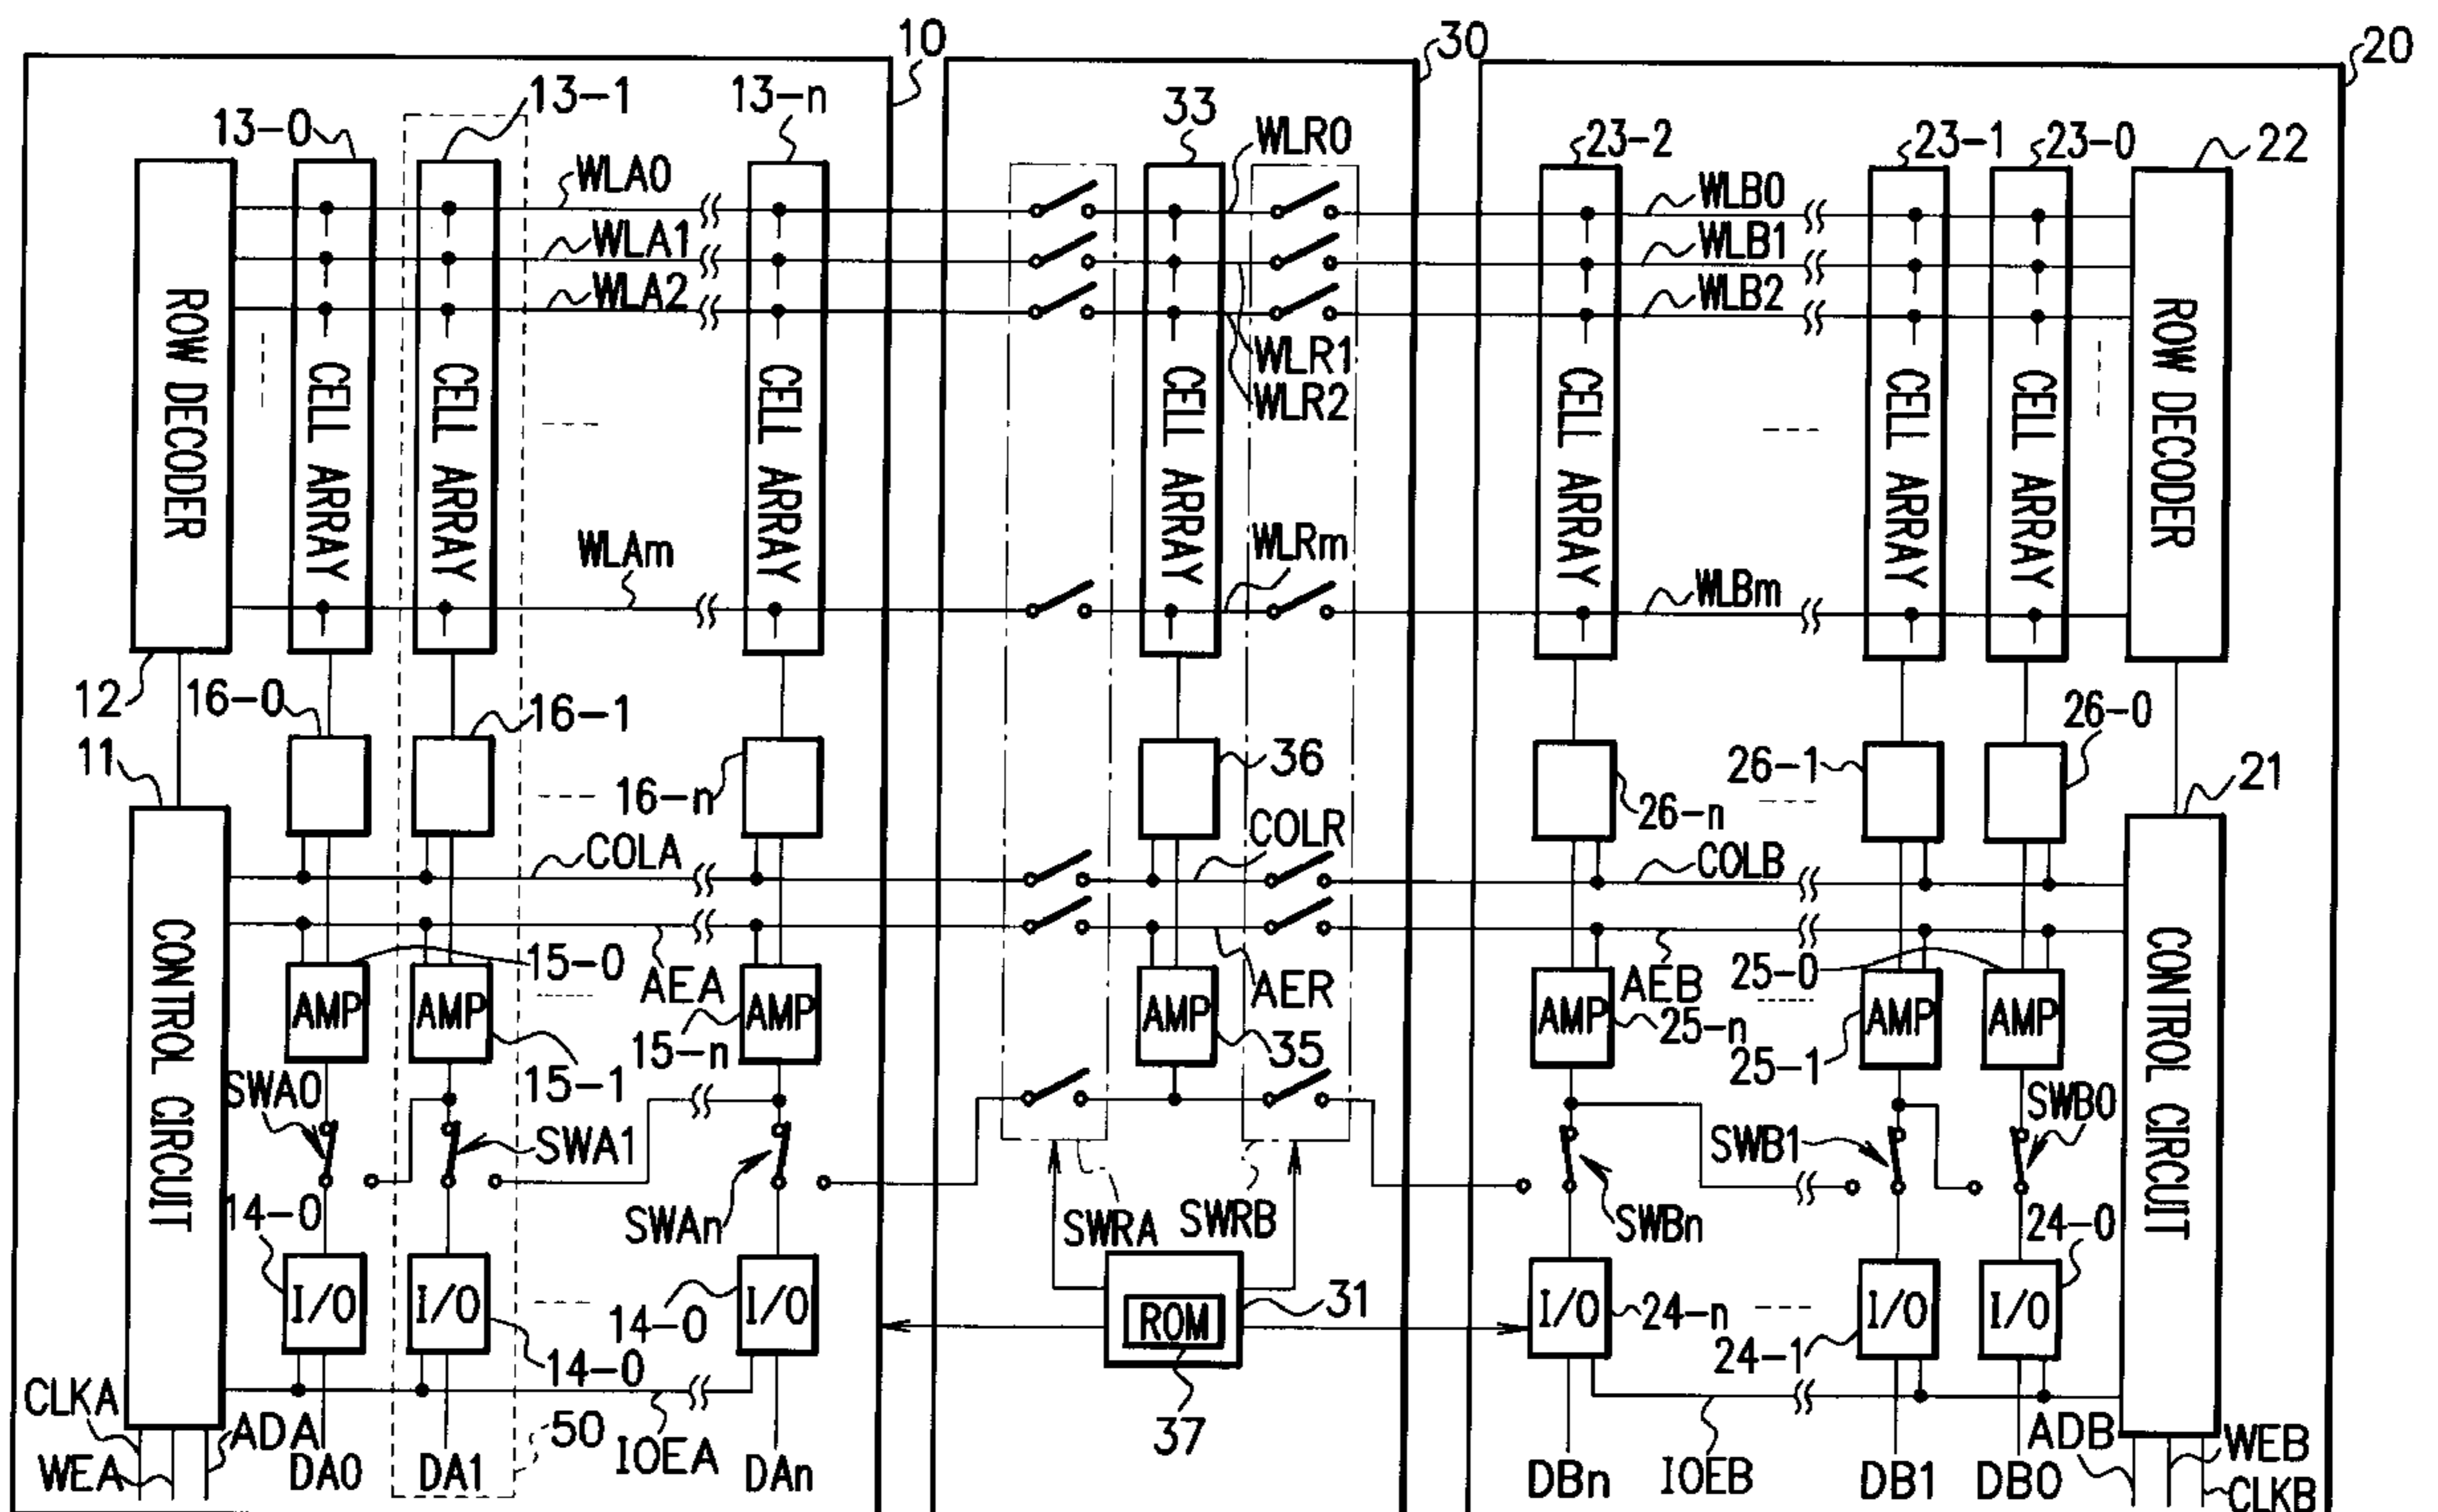 10
30
20
13-0
13-1
13-n
33
WLR0
23-2
23-1
23-0
22
WLA0
WLA1
WLA2
WLB0
WLB1
WLB2
WLR1
WLR2
ROW DECODER
CELL ARRAY
CELL ARRAY
CELL ARRAY
CELL ARRAY
CELL ARRAY
CELL ARRAY
CELL ARRAY
ROW DECODER
WLAm
WLRm
WLBm
12
16-0
16-1
16-n
36
26-n
26-1
26-0
11
21
COLA
COLR
COLB
CONTROL CIRCUIT
CONTROL CIRCUIT
AMP
AMP
AMP
AMP
AMP
AMP
AMP
15-0
AEA
15-n
15-1
AER
35
AEB
25-n
25-0
25-1
SWA0
SWA1
SWAn
SWRA
SWRB
SWBn
SWB1
SWB0
14-0
I/O
I/O
14-0
I/O
14-0
ROM
31
37
I/O
24-n
I/O
24-1
I/O
24-0
CLKA
WEA
ADA
DA0
DA1
50
IOEA
DAn
DBn
IOEB
DB1
DB0
ADB
WEB
CLKB